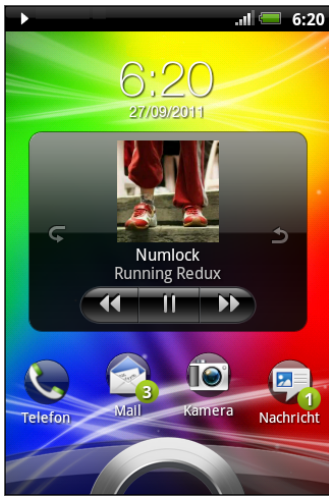 6:20
6:20
27/09/2011
Numlock
Running Redux
3
1
Telefon
Mail
Kamera
Nachricht